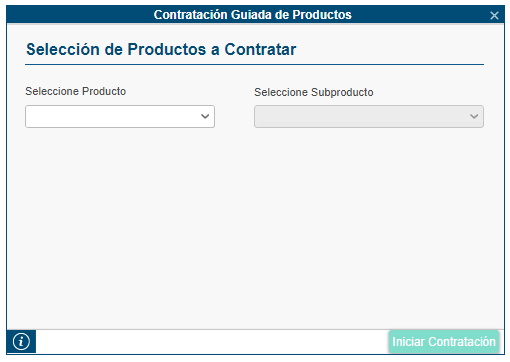 Contratación Guiada de Productos
Selección de Productos a Contratar
Seleccione Producto
Seleccione Subproducto
Iniciar Contratación